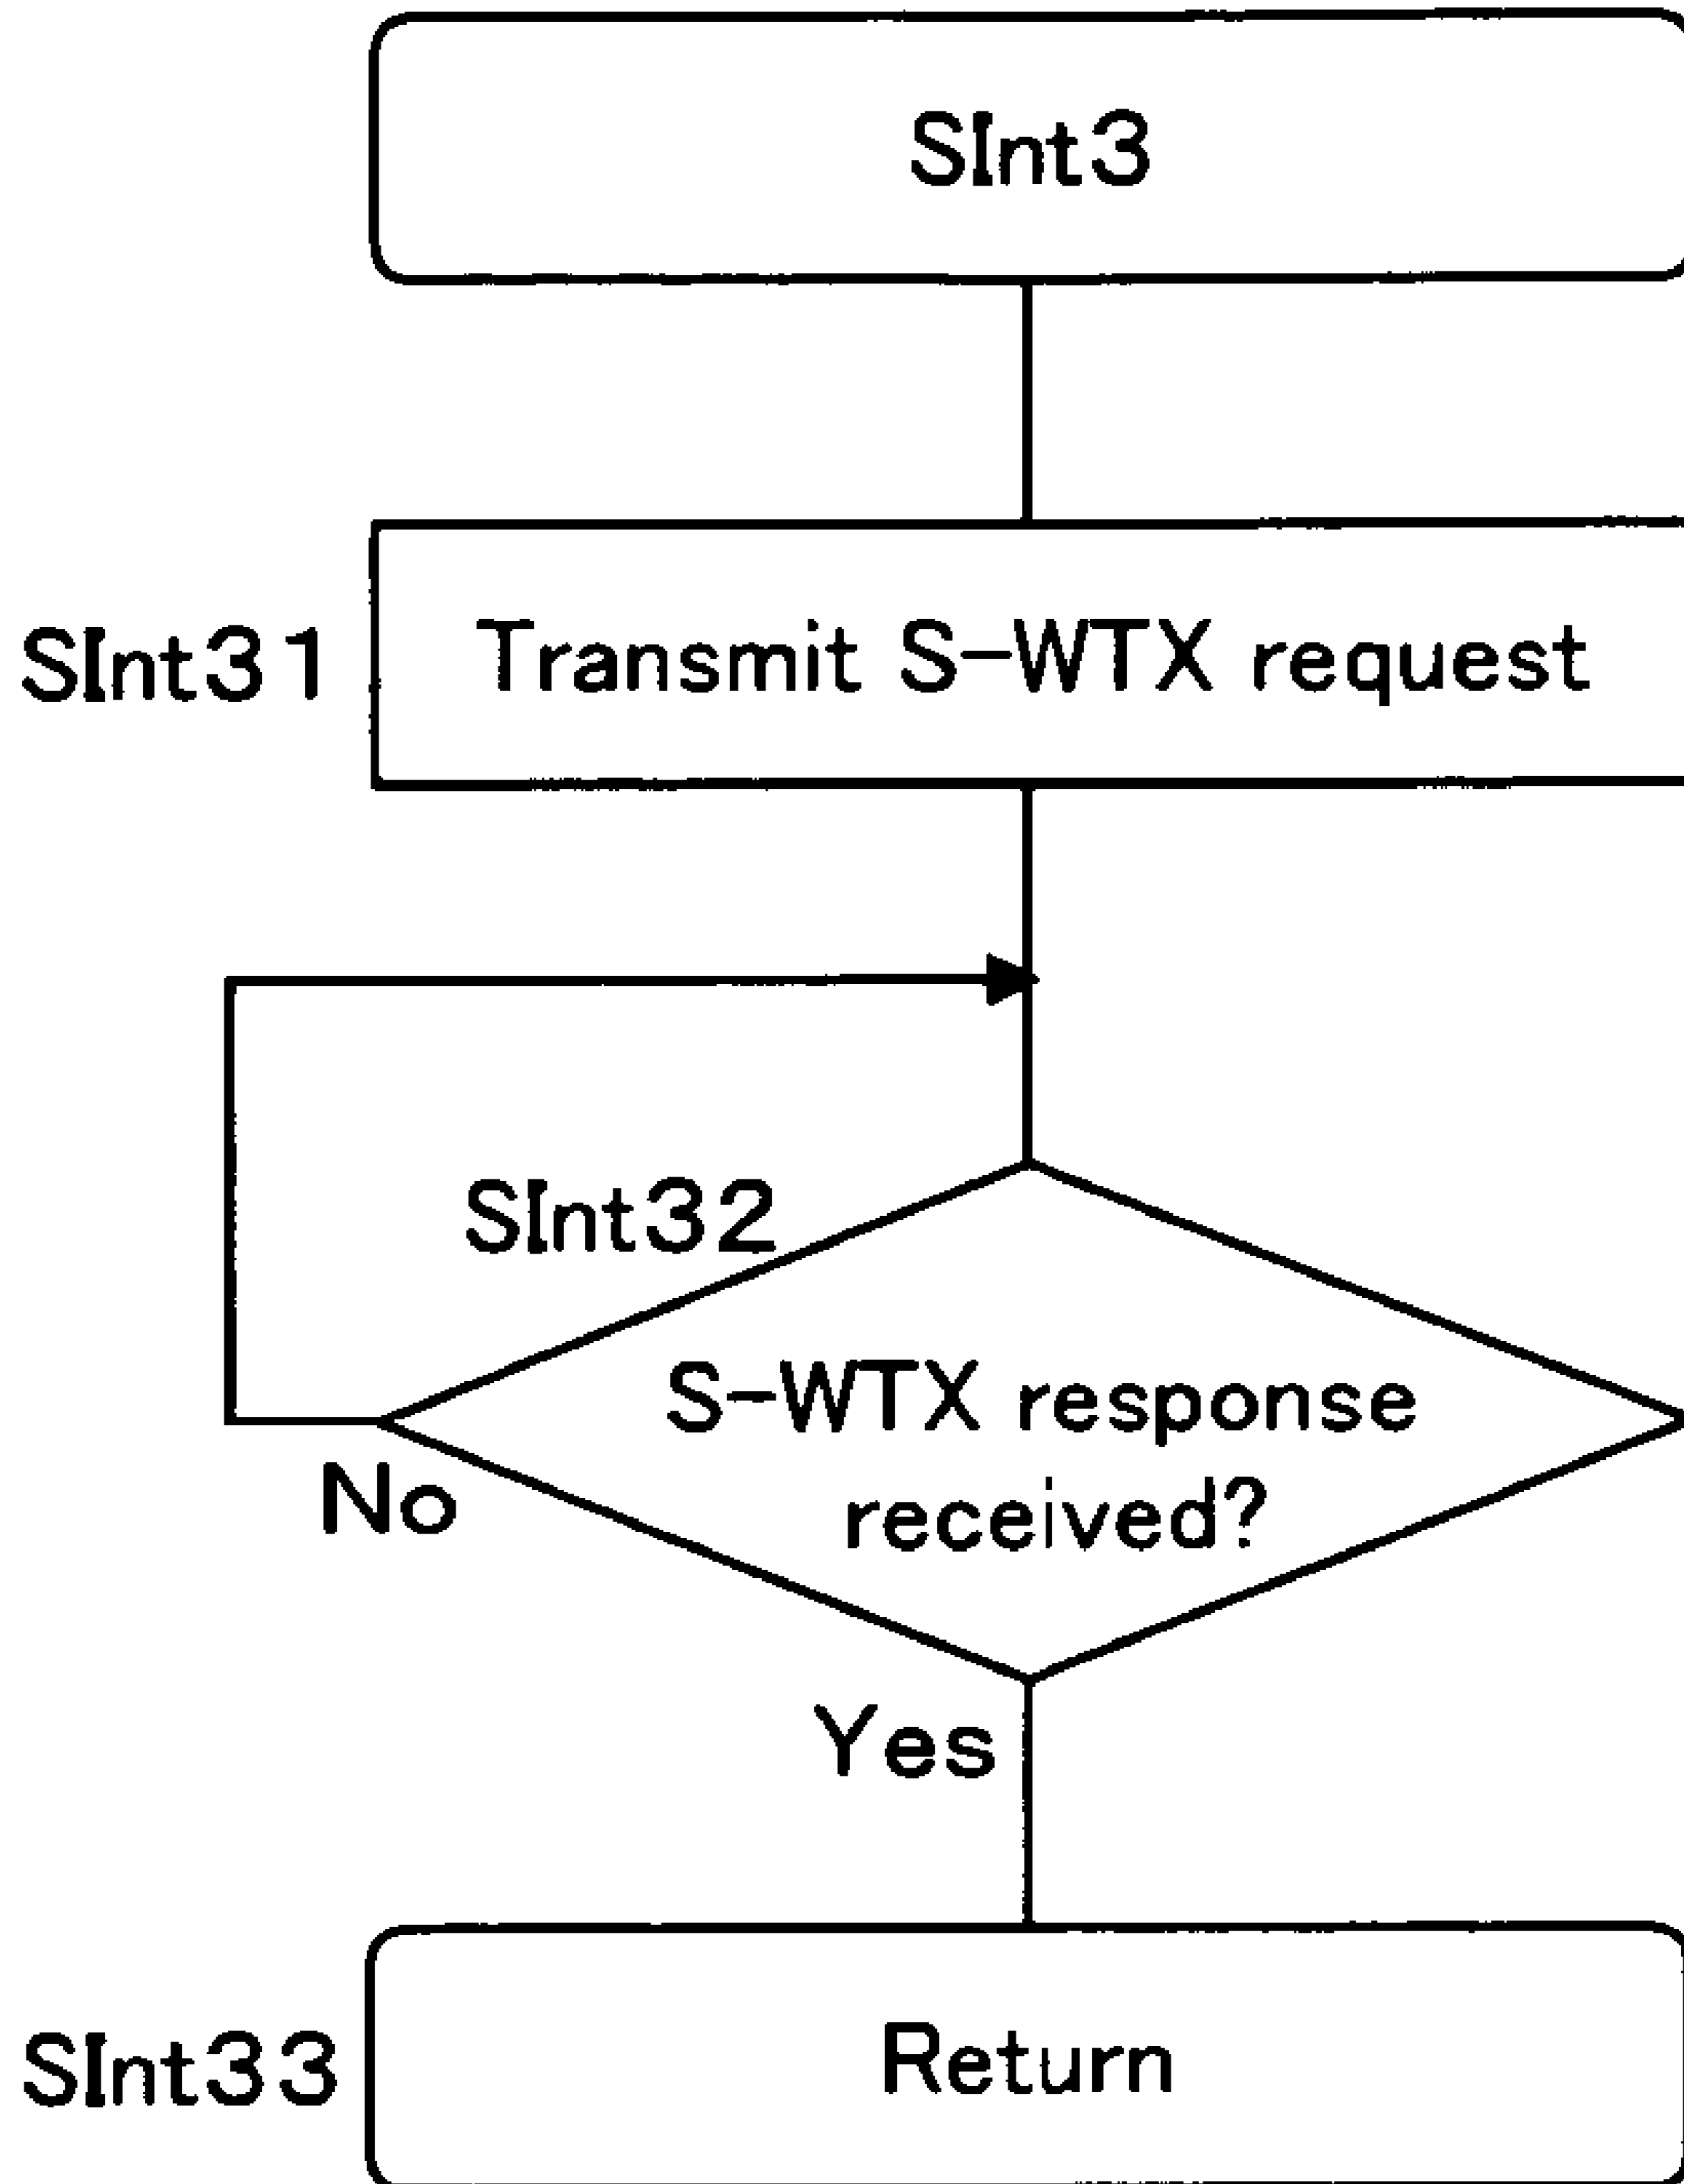 SInt3
SInt31
Transmit S-WTX request
SInt32
S-WTX response
received?
No
Yes
SInt33
Return